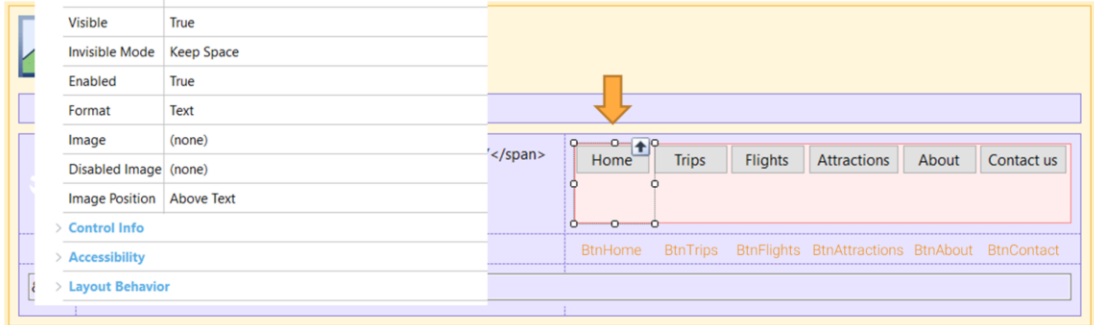 Visible True
Invisible Mode Keep Space
Enabled True
Format Text
Image (none)
Disabled Image (none)
Image Position Above Text
Control Info
Accessibility
Layout Behavior
'</span>
Home Trips Flights Attractions About Contact us
BtnHome BtnTrips BtnFlights BtnAttractions BtnAbout BtnContact